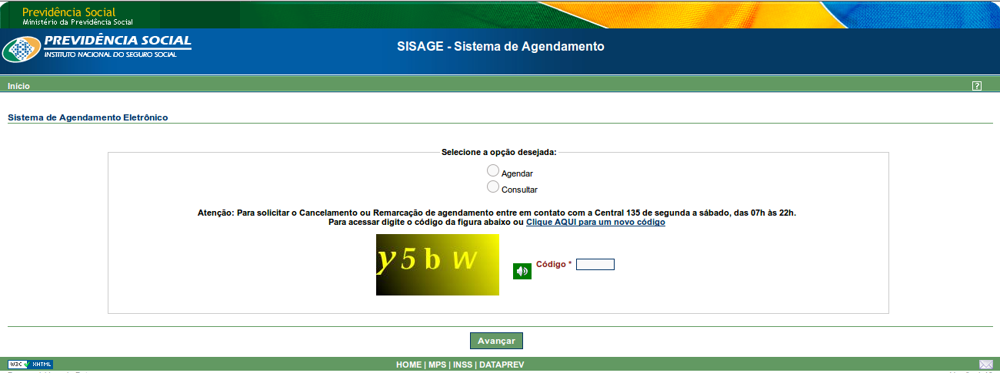 Previdência Social
Ministério da Previdência Social
PREVIDÊNCIA SOCIAL
INSTITUTO NACIONAL DO SEGURO SOCIAL
SISAGE - Sistema de Agendamento
Início
?
Sistema de Agendamento Eletrônico
Selecione a opção desejada:
Agendar
Consultar
Atenção: Para solicitar o Cancelamento ou Remarcação de agendamento entre em contato com a Central 135 de segunda a sábado, das 07h às 22h.
Para acessar digite o código da figura abaixo ou Clique AQUI para um novo código
y5bw
Código *
Avançar
W3C XHTML
HOME | MPS | INSS | DATAPREV